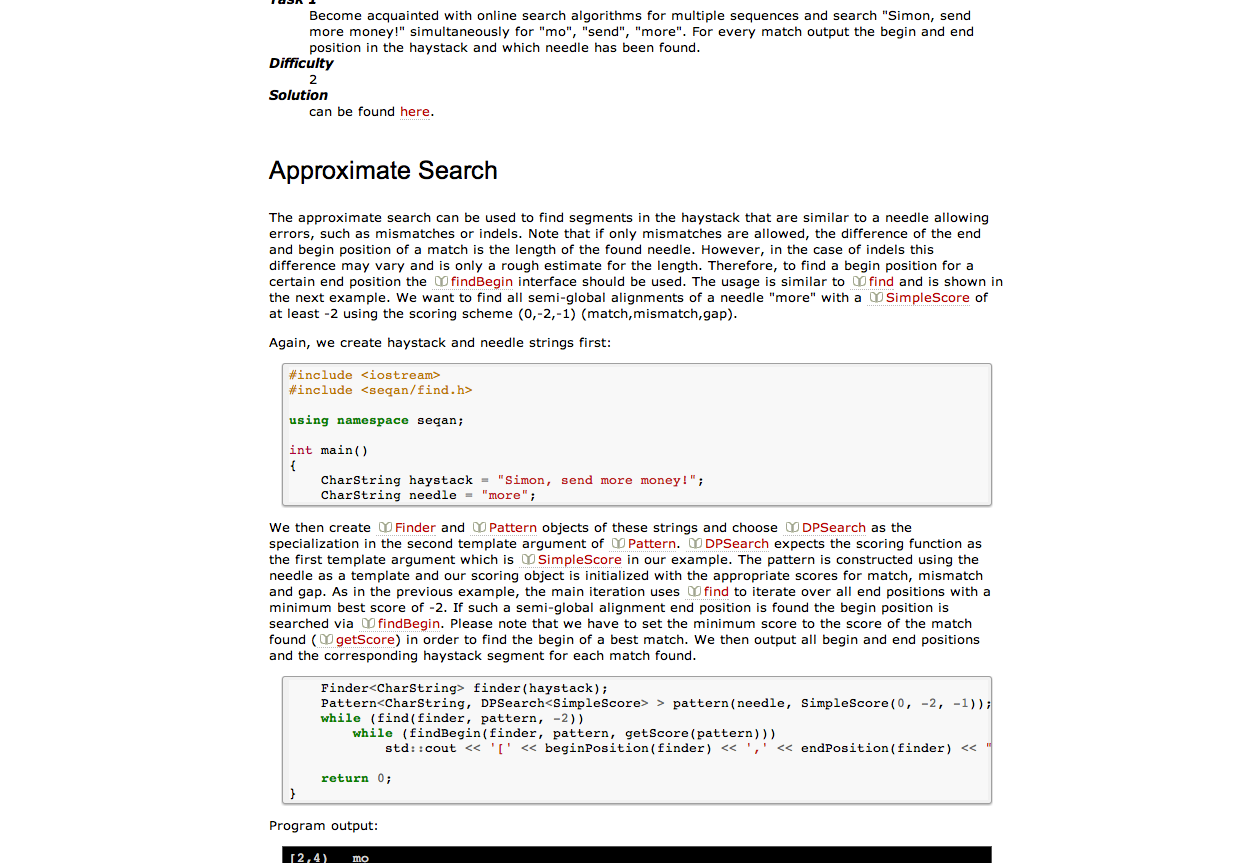 Task 1
Become acquainted with online search algorithms for multiple sequences and search "Simon, send
more money!" simultaneously for "mo", "send", "more". For every match output the begin and end
position in the haystack and which needle has been found.
Difficulty
2
Solution
can be found here.
Approximate Search
The approximate search can be used to find segments in the haystack that are similar to a needle allowing
errors, such as mismatches or indels. Note that if only mismatches are allowed, the difference of the end
and begin position of a match is the length of the found needle. However, in the case of indels this
difference may vary and is only a rough estimate for the length. Therefore, to find a begin position for a
certain end position the findBegin interface should be used. The usage is similar to find and is shown in
the next example. We want to find all semi-global alignments of a needle "more" with a SimpleScore of
at least -2 using the scoring scheme (0,-2,-1) (match,mismatch,gap).
Again, we create haystack and needle strings first:
#include <iostream>
#include <seqan/find.h>
using namespace seqan;
int main()
{
    CharString haystack = "Simon, send more money!";
    CharString needle = "more";
We then create Finder and Pattern objects of these strings and choose DPSearch as the
specialization in the second template argument of Pattern. DPSearch expects the scoring function as
the first template argument which is SimpleScore in our example. The pattern is constructed using the
needle as a template and our scoring object is initialized with the appropriate scores for match, mismatch
and gap. As in the previous example, the main iteration uses find to iterate over all end positions with a
minimum best score of -2. If such a semi-global alignment end position is found the begin position is
searched via findBegin. Please note that we have to set the minimum score to the score of the match
found (getScore) in order to find the begin of a best match. We then output all begin and end positions
and the corresponding haystack segment for each match found.
    Finder<CharString> finder(haystack);
    Pattern<CharString, DPSearch<SimpleScore> > pattern(needle, SimpleScore(0, -2, -1));
    while (find(finder, pattern, -2))
        while (findBegin(finder, pattern, getScore(pattern)))
            std::cout << '[' << beginPosition(finder) << ',' << endPosition(finder) << "
    return 0;
}
Program output:
[2,4)   mo